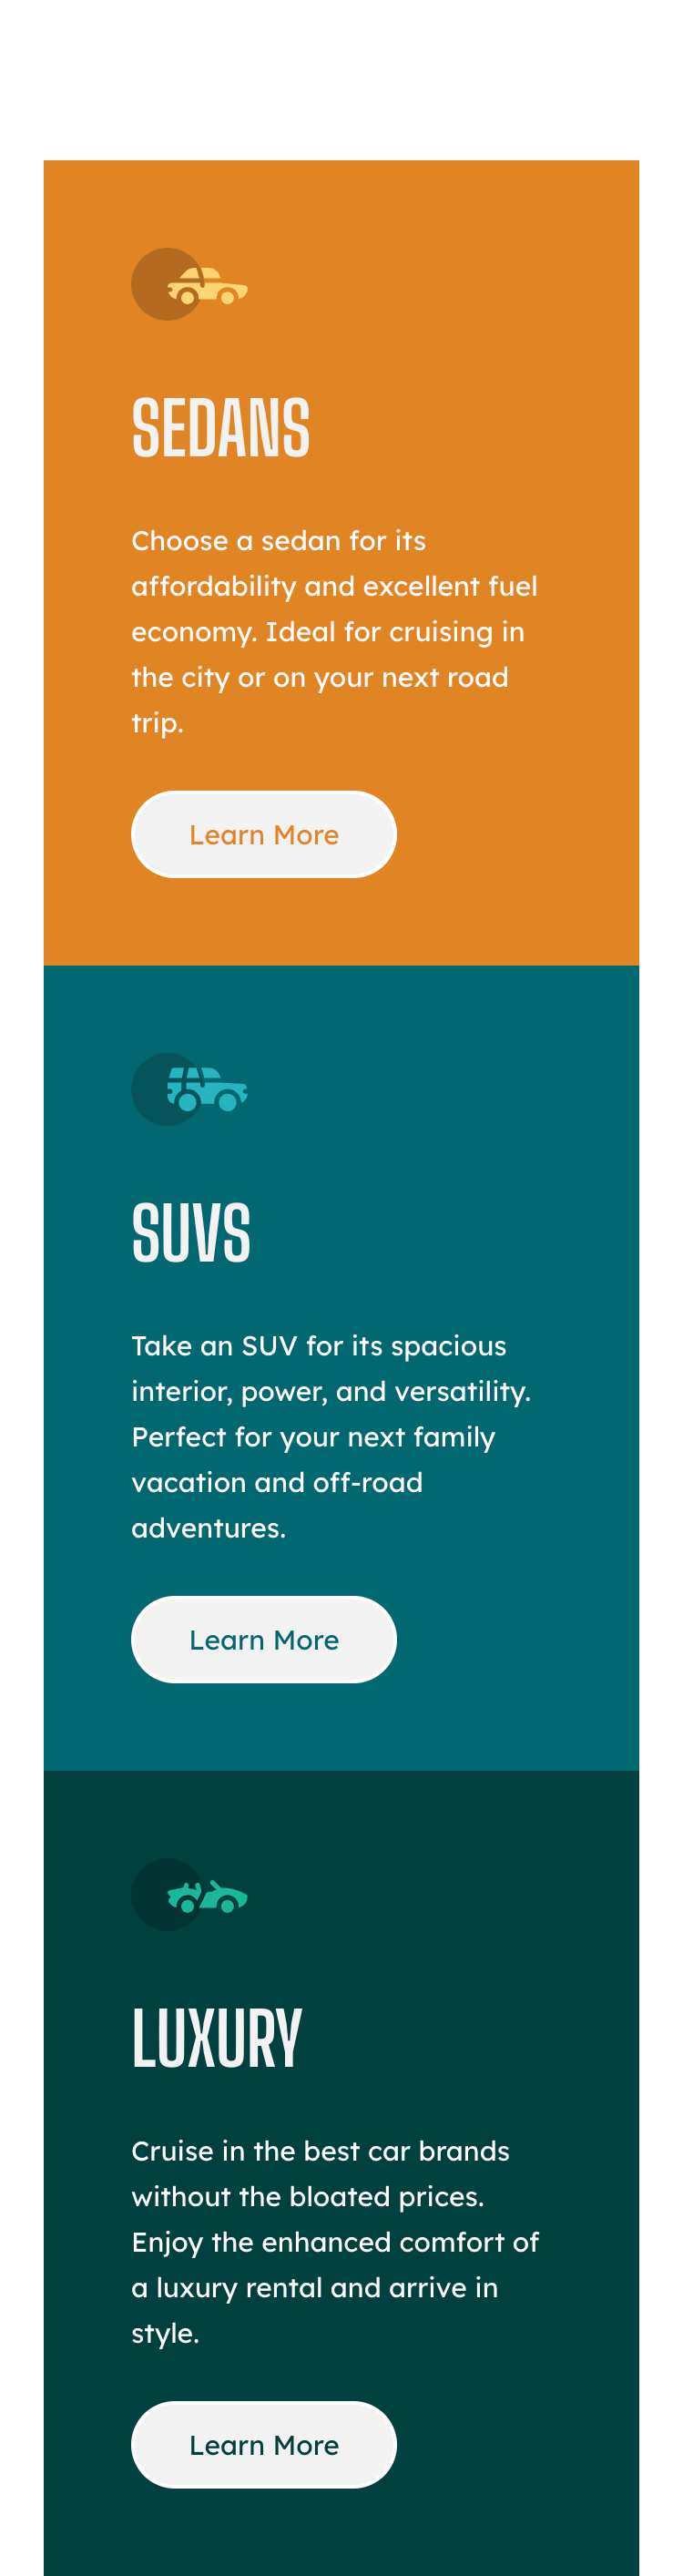 SEDANS
Choose a sedan for its
affordability and excellent fuel
economy. Ideal for cruising in
the city or on your next road
trip.
Learn More
SUVS
Take an SUV for its spacious
interior, power, and versatility.
Perfect for your next family
vacation and off-road
adventures.
Learn More
LUXURY
Cruise in the best car brands
without the bloated prices.
Enjoy the enhanced comfort of
a luxury rental and arrive in
style.
Learn More